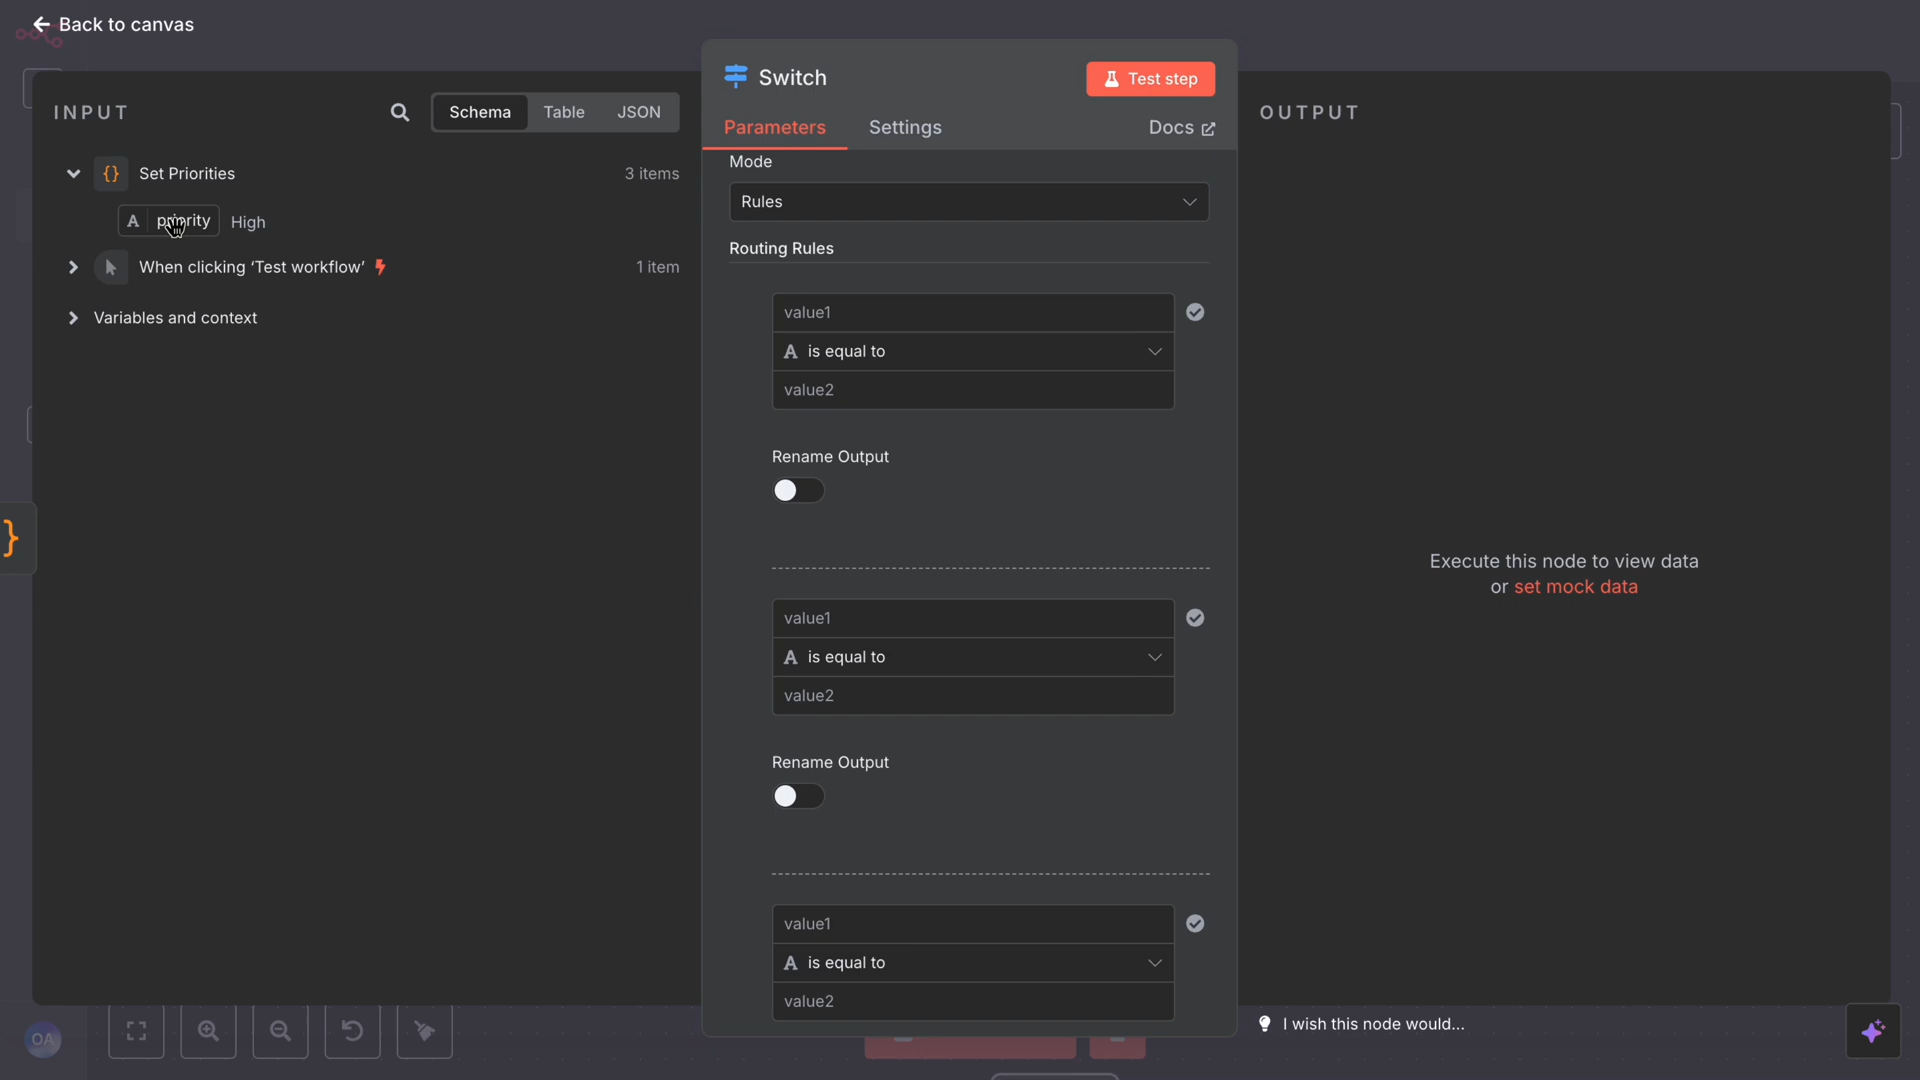 Back to canvas
INPUT
Schema
Table
JSON
{} Set Priorities
3 items
A priority High
When clicking ‘Test workflow’
1 item
Variables and context
}
OA
Switch
Test step
Parameters
Settings
Docs
Mode
Rules
Routing Rules
value1
A is equal to
value2
Rename Output
value1
A is equal to
value2
Rename Output
value1
A is equal to
value2
OUTPUT
Execute this node to view data
or set mock data
I wish this node would...